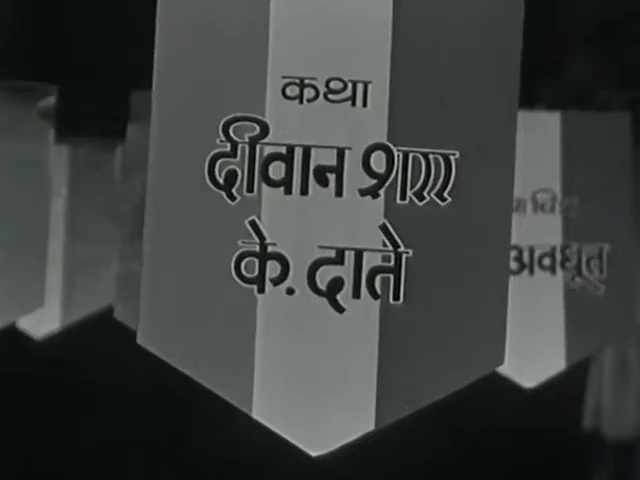 कथा
दीवान शरर
के. दाते
अवधूत